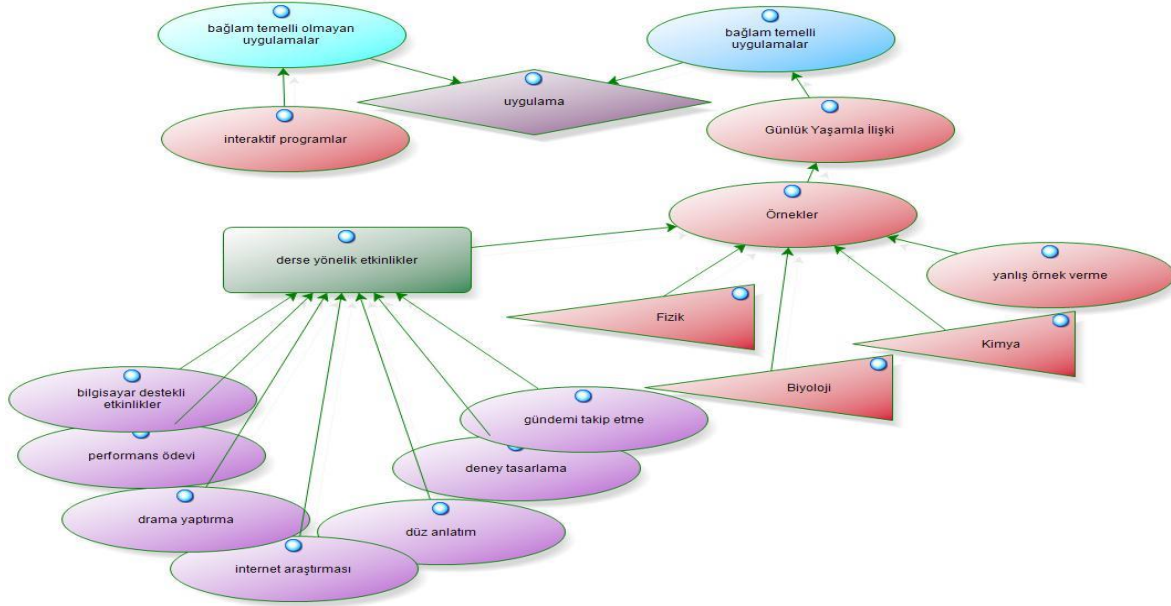 bağlam temelli olmayan
uygulamalar
bağlam temelli
uygulamalar
uygulama
interaktif programlar
Günlük Yaşamla İlişki
Örnekler
derse yönelik etkinlikler
yanlış örnek verme
Fizik
Kimya
Biyoloji
bilgisayar destekli
etkinlikler
gündemi takip etme
performans ödevi
deney tasarlama
drama yaptırma
düz anlatım
internet araştırması